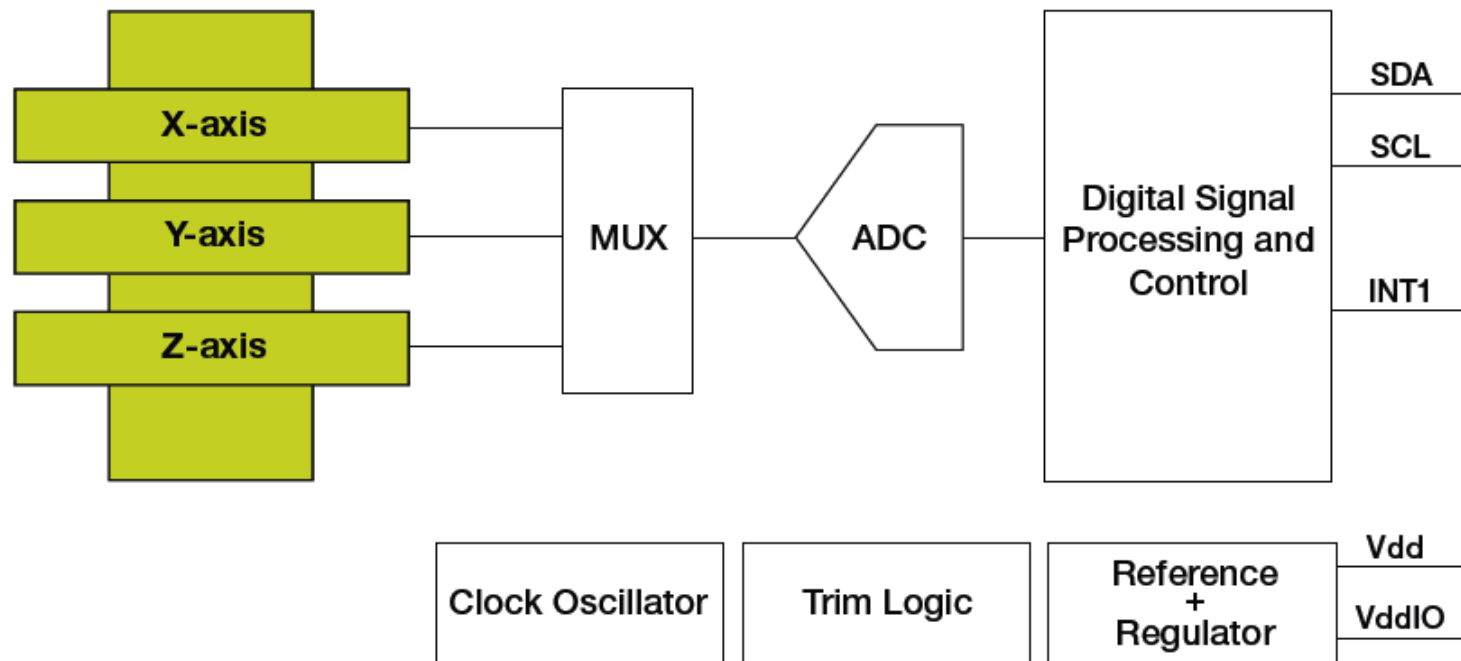 X-axis
Y-axis
Z-axis
MUX
ADC
Digital Signal
Processing and
Control
SDA
SCL
INT1
Clock Oscillator
Trim Logic
Reference
+
Regulator
Vdd
VddIO